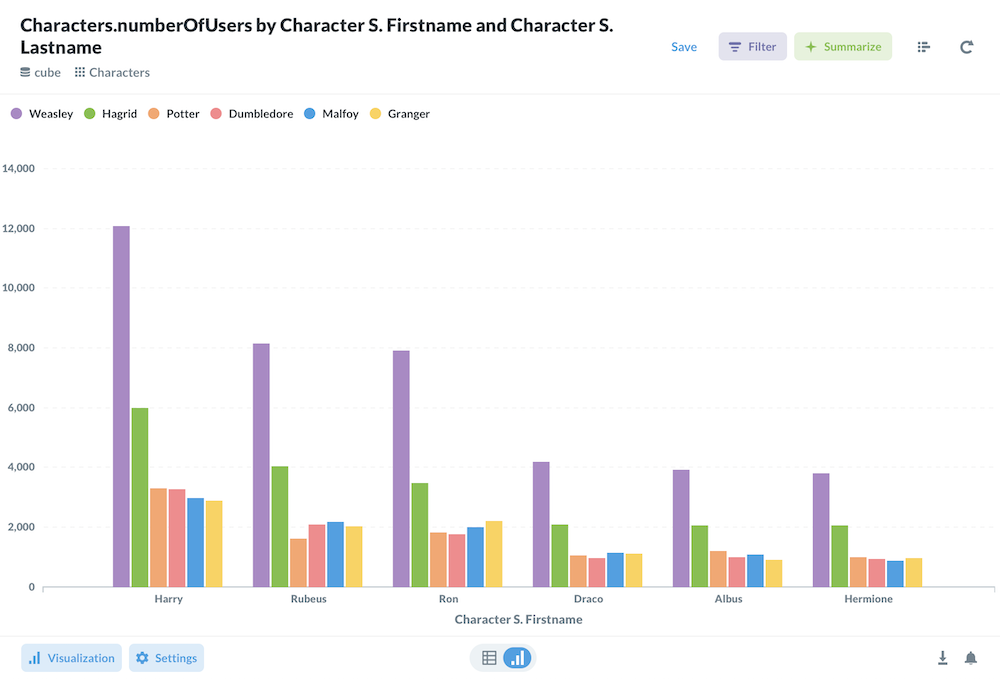 Characters.numberOfUsers by Character S. Firstname and Character S.
Lastname
Save
Filter
Summarize
cube Characters
Weasley Hagrid Potter Dumbledore Malfoy Granger
14,000
12,000
10,000
8,000
6,000
4,000
2,000
0
Harry Rubeus Ron Draco Albus Hermione
Character S. Firstname
Visualization Settings